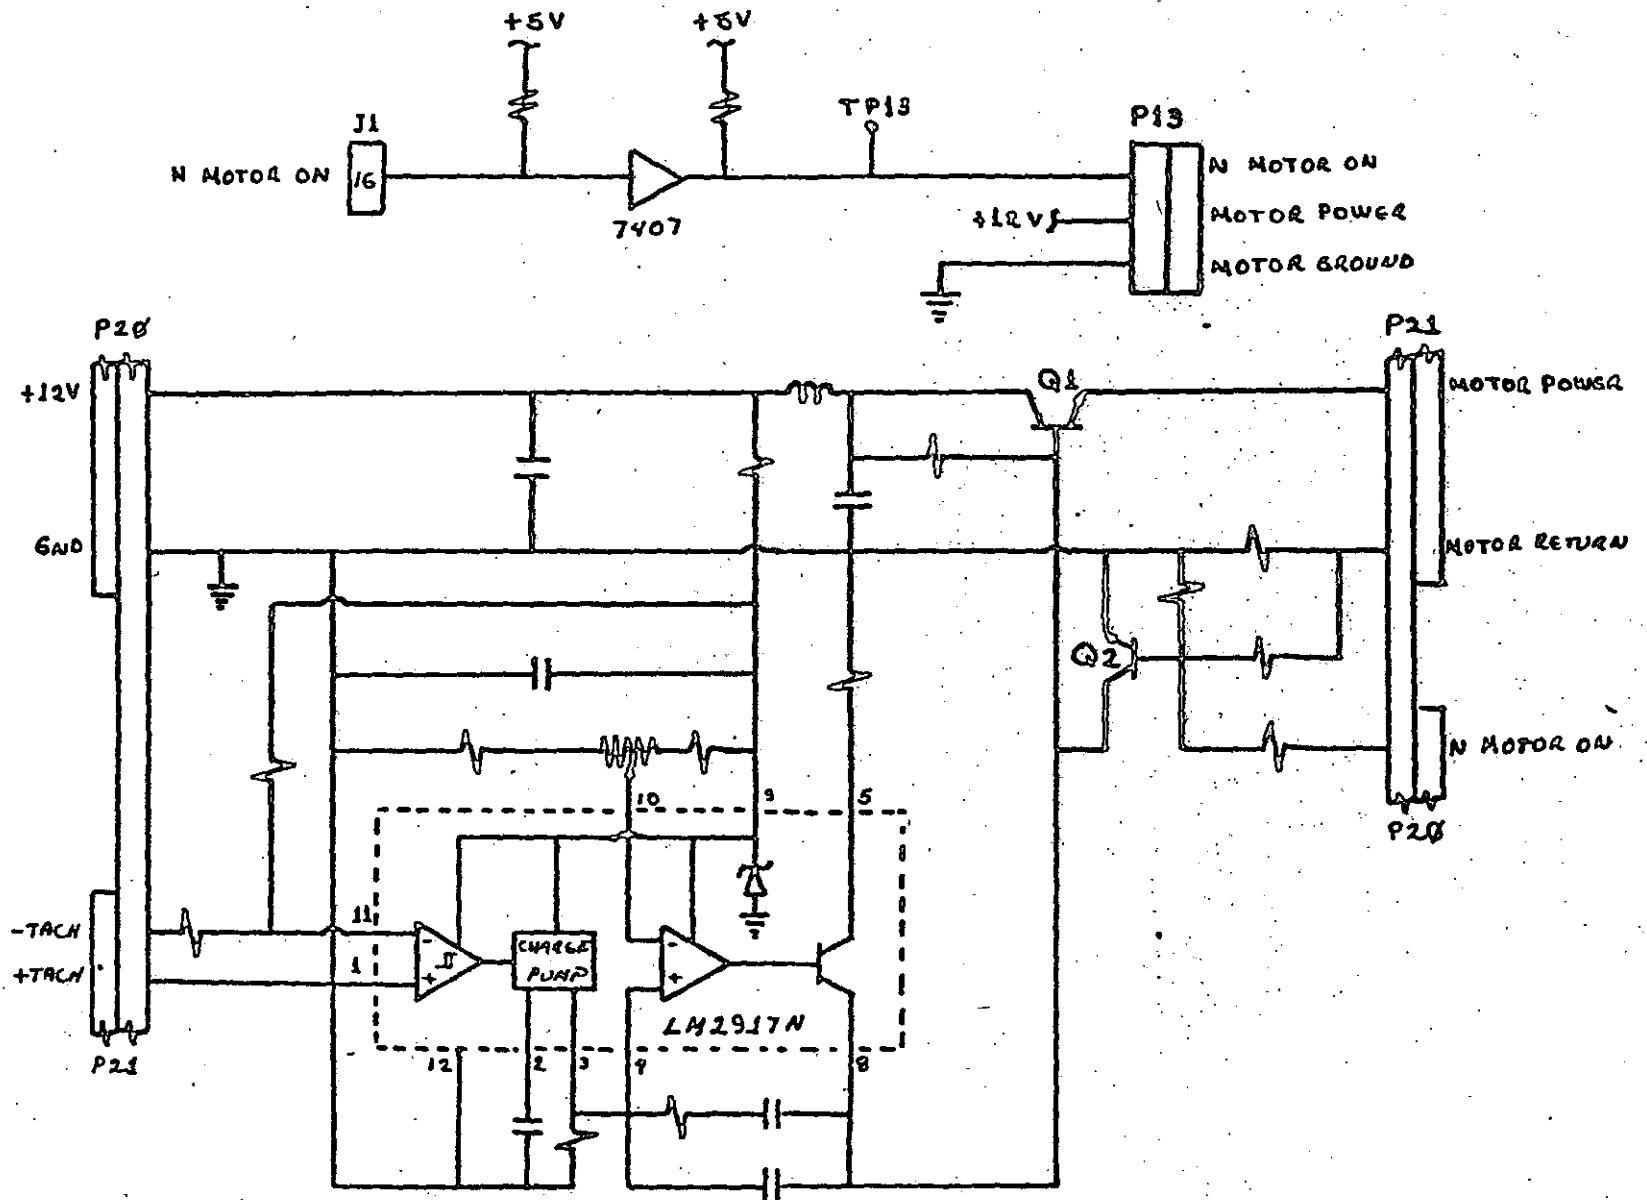 +5V
+5V
TP13
P13
J1
N MOTOR ON
16
7407
N MOTOR ON
+12V
MOTOR POWER
MOTOR GROUND
P20
P21
+12V
Q1
MOTOR POWER
GND
MOTOR RETURN
Q2
N MOTOR ON
P20
10
9
5
-TACH
11
-
+
CHARGE
PUMP
-
+
+TACH
1
LM2917N
P21
12
2
3
4
8